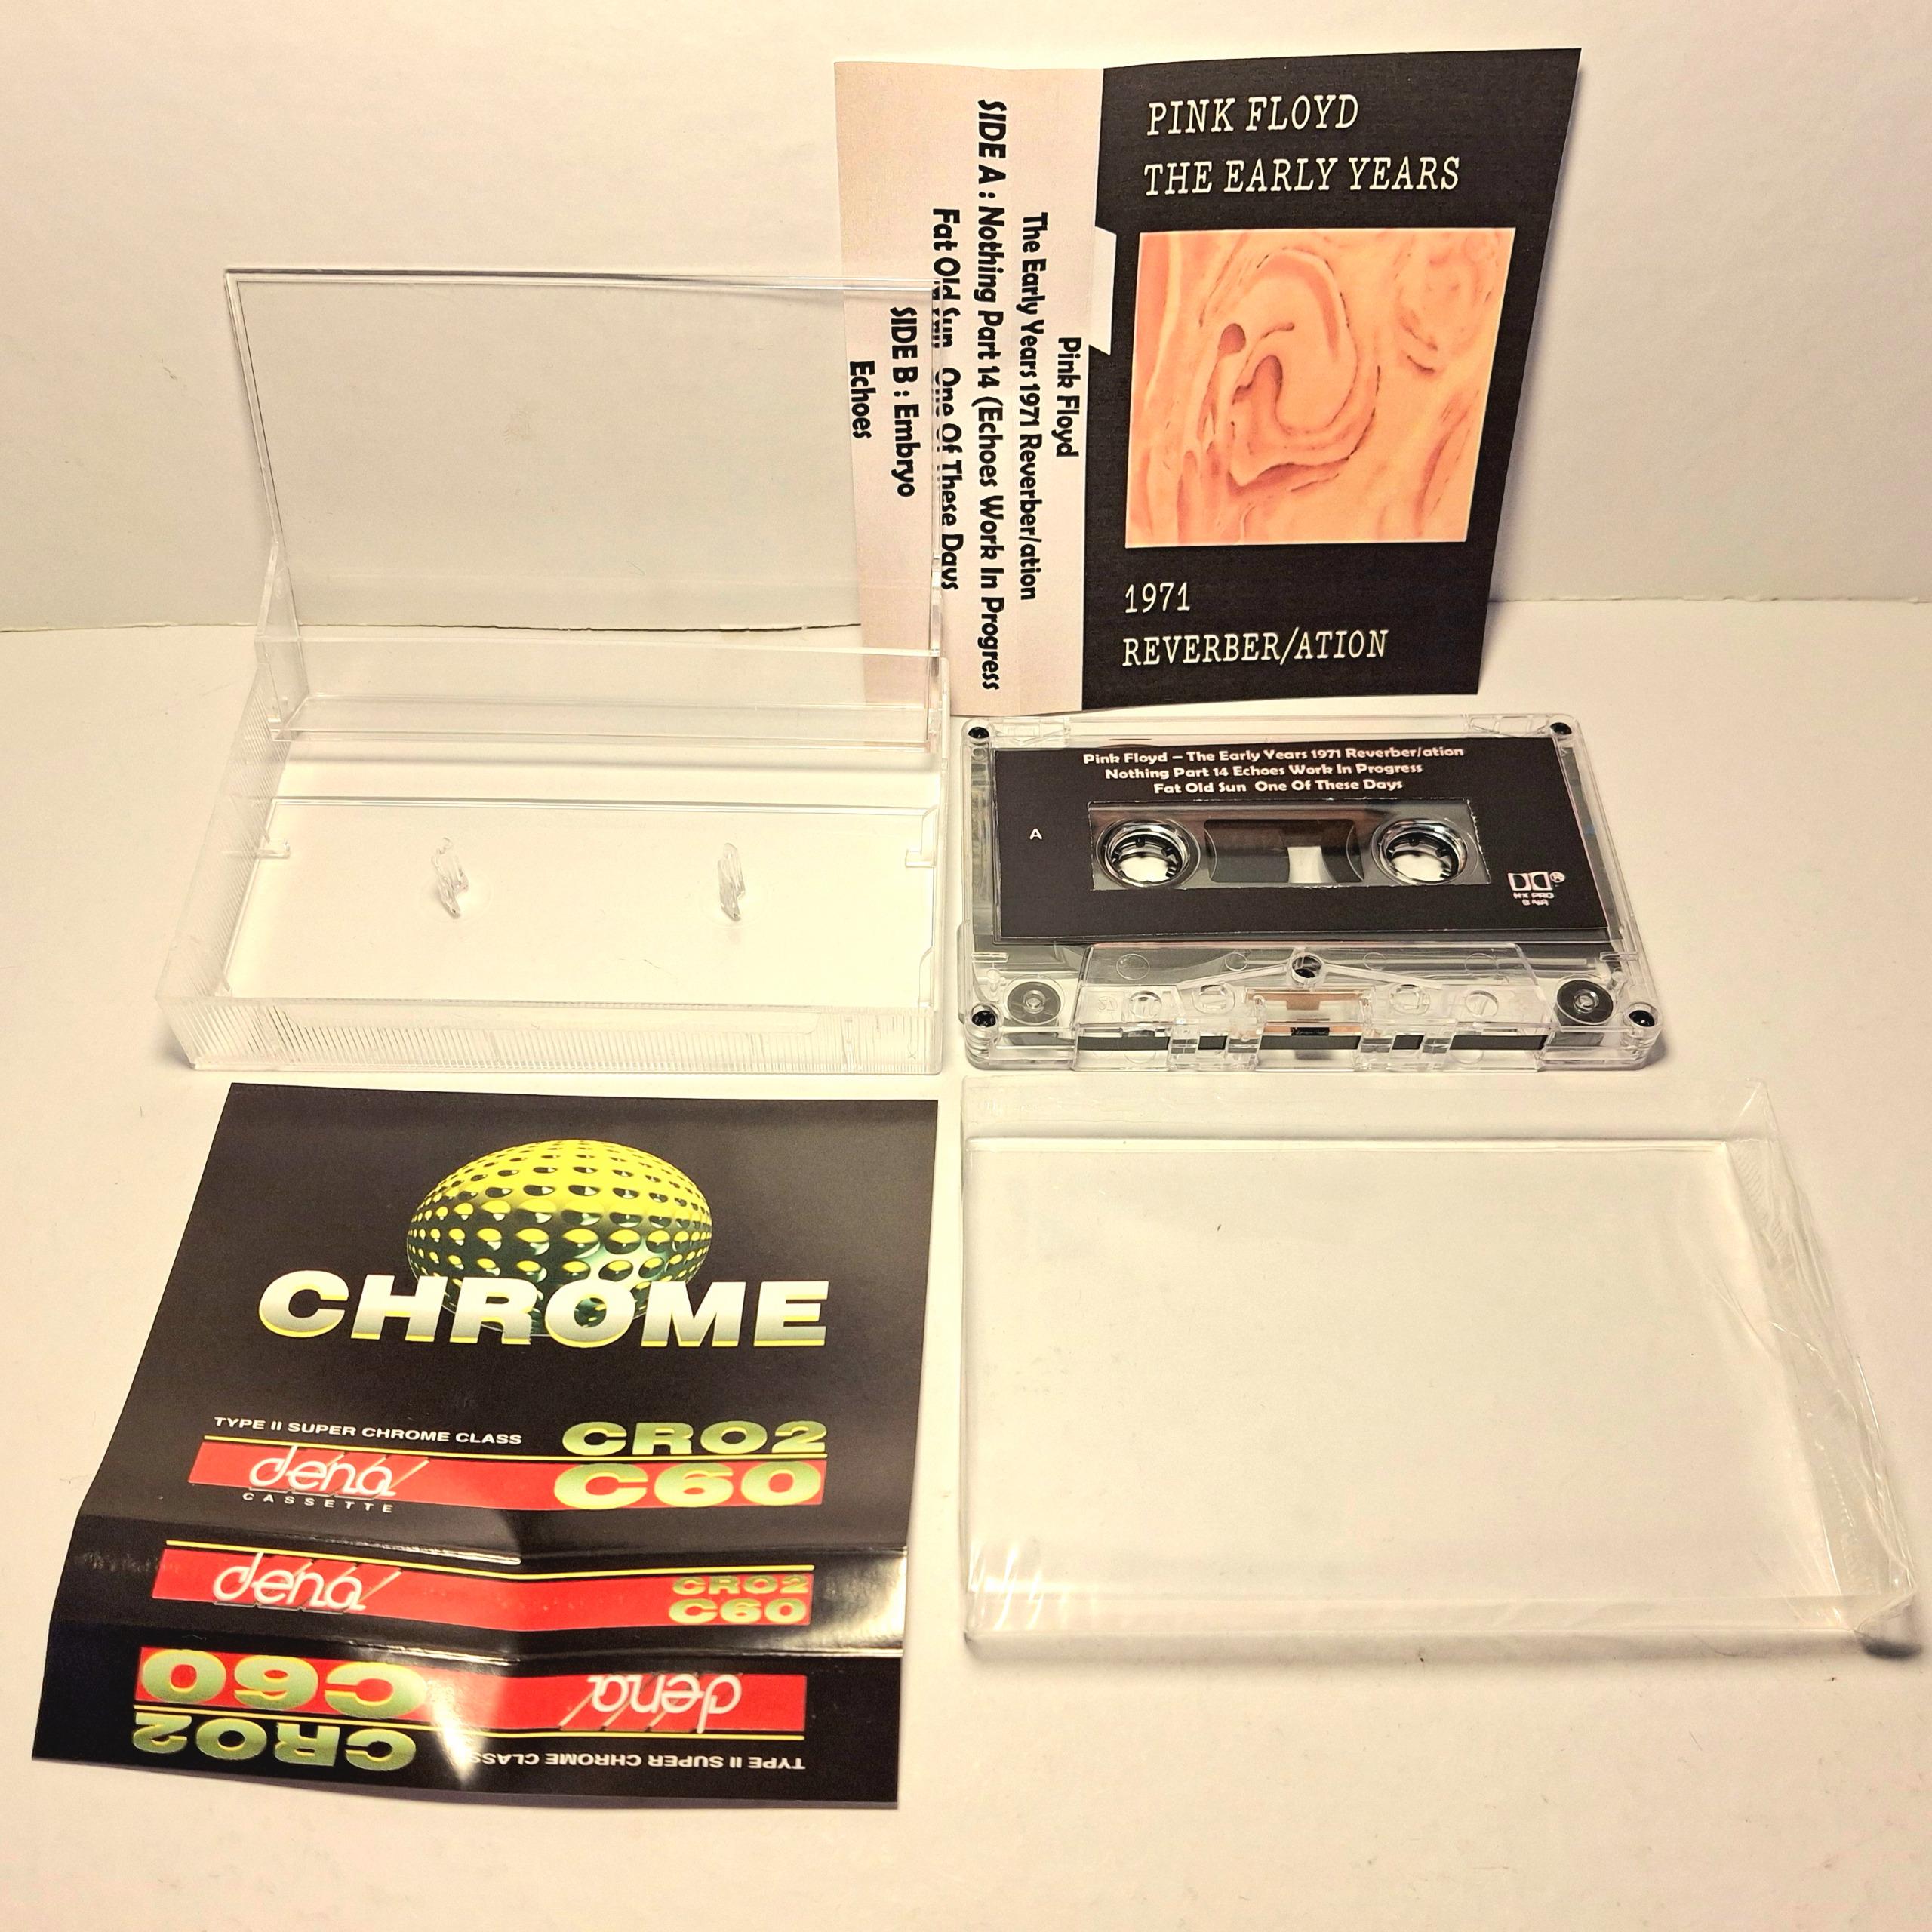 PINK FLOYD
THE EARLY YEARS
1971
REVERBER/ATION
Pink Floyd
The Early Years 1971 Reverber/ation
SIDE A : Nothing Part 14 (Echoes Work In Progress
Fat Old Sun One Of These Days
SIDE B : Embryo
Echoes
Pink Floyd – The Early Years 1971 Reverber/ation
Nothing Part 14 Echoes Work In Progress
Fat Old Sun One Of These Days
A
HX PRO
B NR
CHROME
TYPE II SUPER CHROME CLASS
CRO2
dena
C60
CASSETTE
dena
CRO2
C60
C60
dena
CRO2
TYPE II SUPER CHROME CLASS